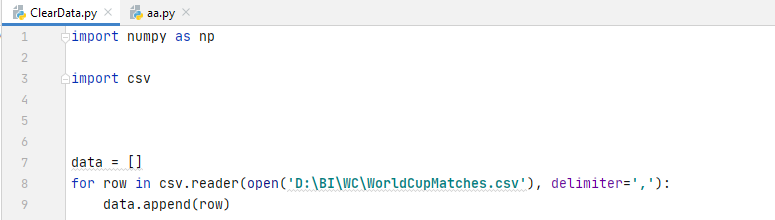 ClearData.py aa.py
1 import numpy as np
2
3 import csv
4
5
6
7 data = []
8 for row in csv.reader(open('D:\BI\WC\WorldCupMatches.csv'), delimiter=','):
9 data.append(row)